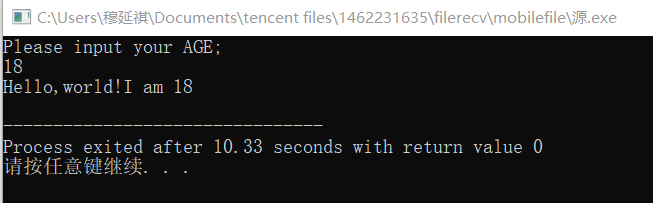 C:\Users\穆延祺\Documents\tencent files\1462231635\filerecv\mobilefile\源.exe
Please input your AGE;
18
Hello,world!I am 18
--------------------------------
Process exited after 10.33 seconds with return value 0
请按任意键继续. . .